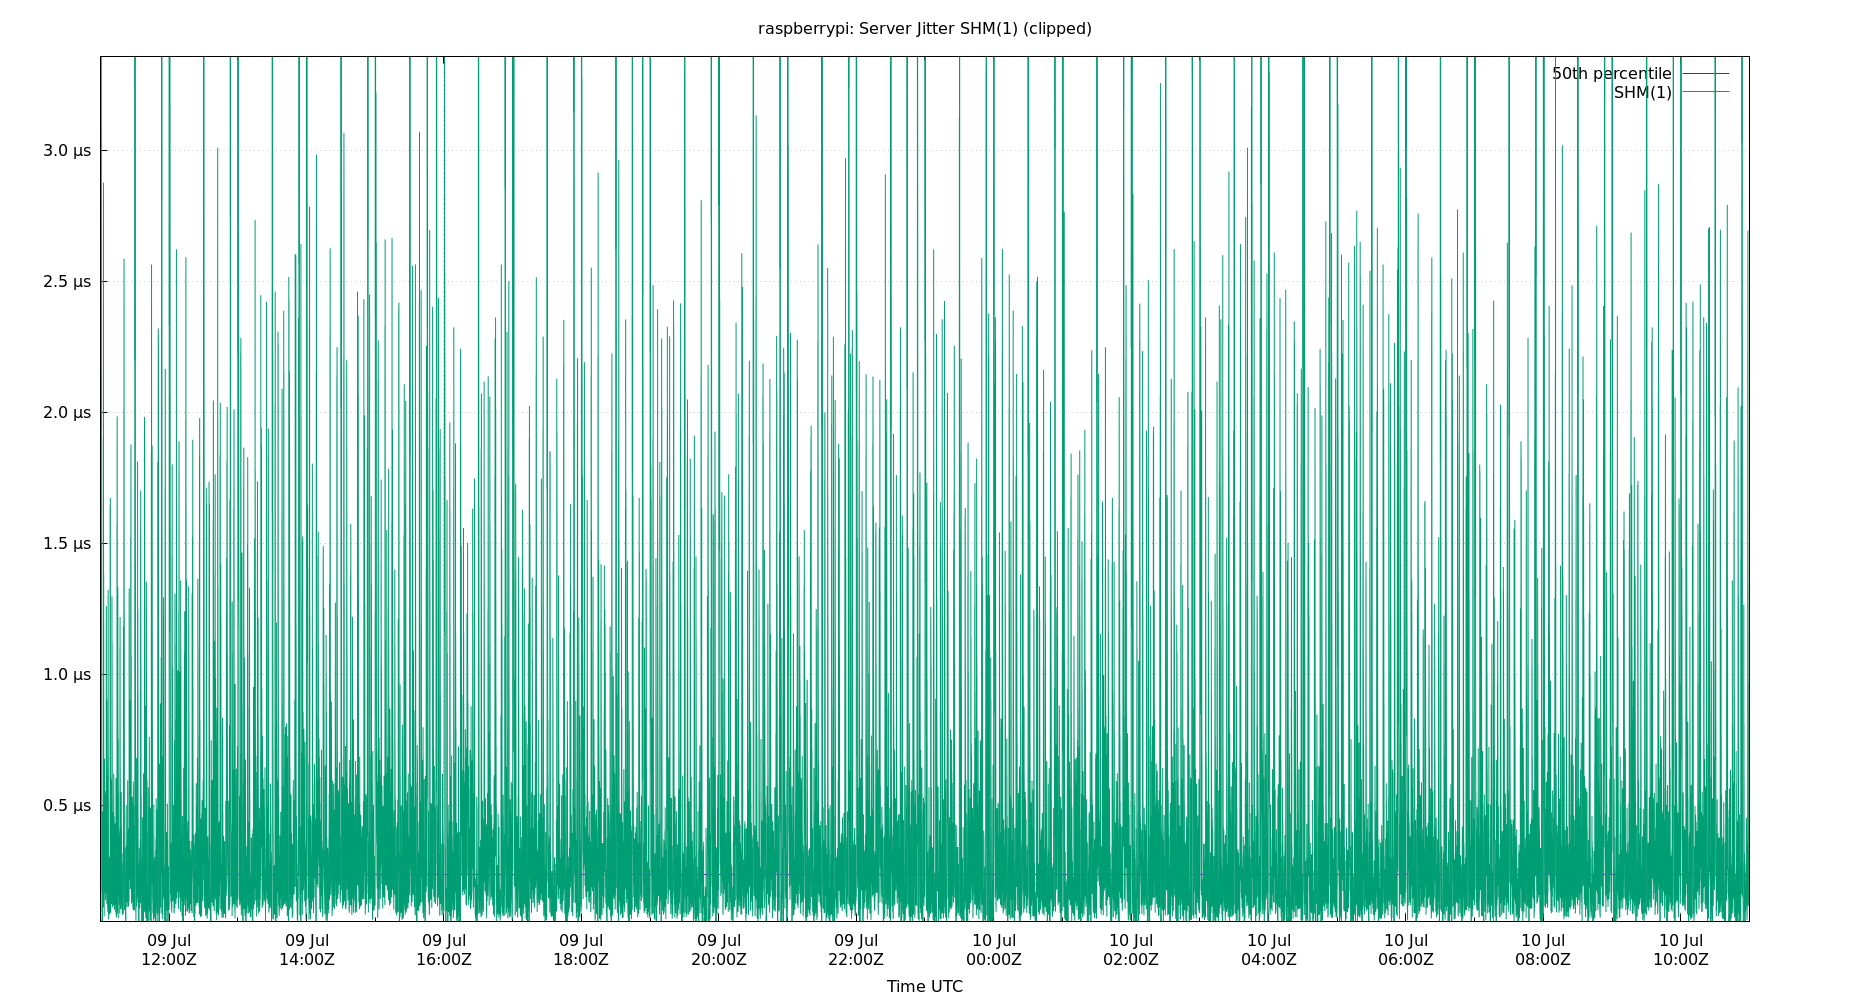 raspberrypi: Server Jitter SHM(1) (clipped)
50th percentile
SHM(1)
3.0 μs
2.5 μs
2.0 μs
1.5 μs
1.0 μs
0.5 μs
09 Jul 09 Jul 09 Jul 09 Jul 09 Jul 09 Jul 10 Jul 10 Jul 10 Jul 10 Jul 10 Jul 10 Jul
12:00Z 14:00Z 16:00Z 18:00Z 20:00Z 22:00Z 00:00Z 02:00Z 04:00Z 06:00Z 08:00Z 10:00Z
Time UTC